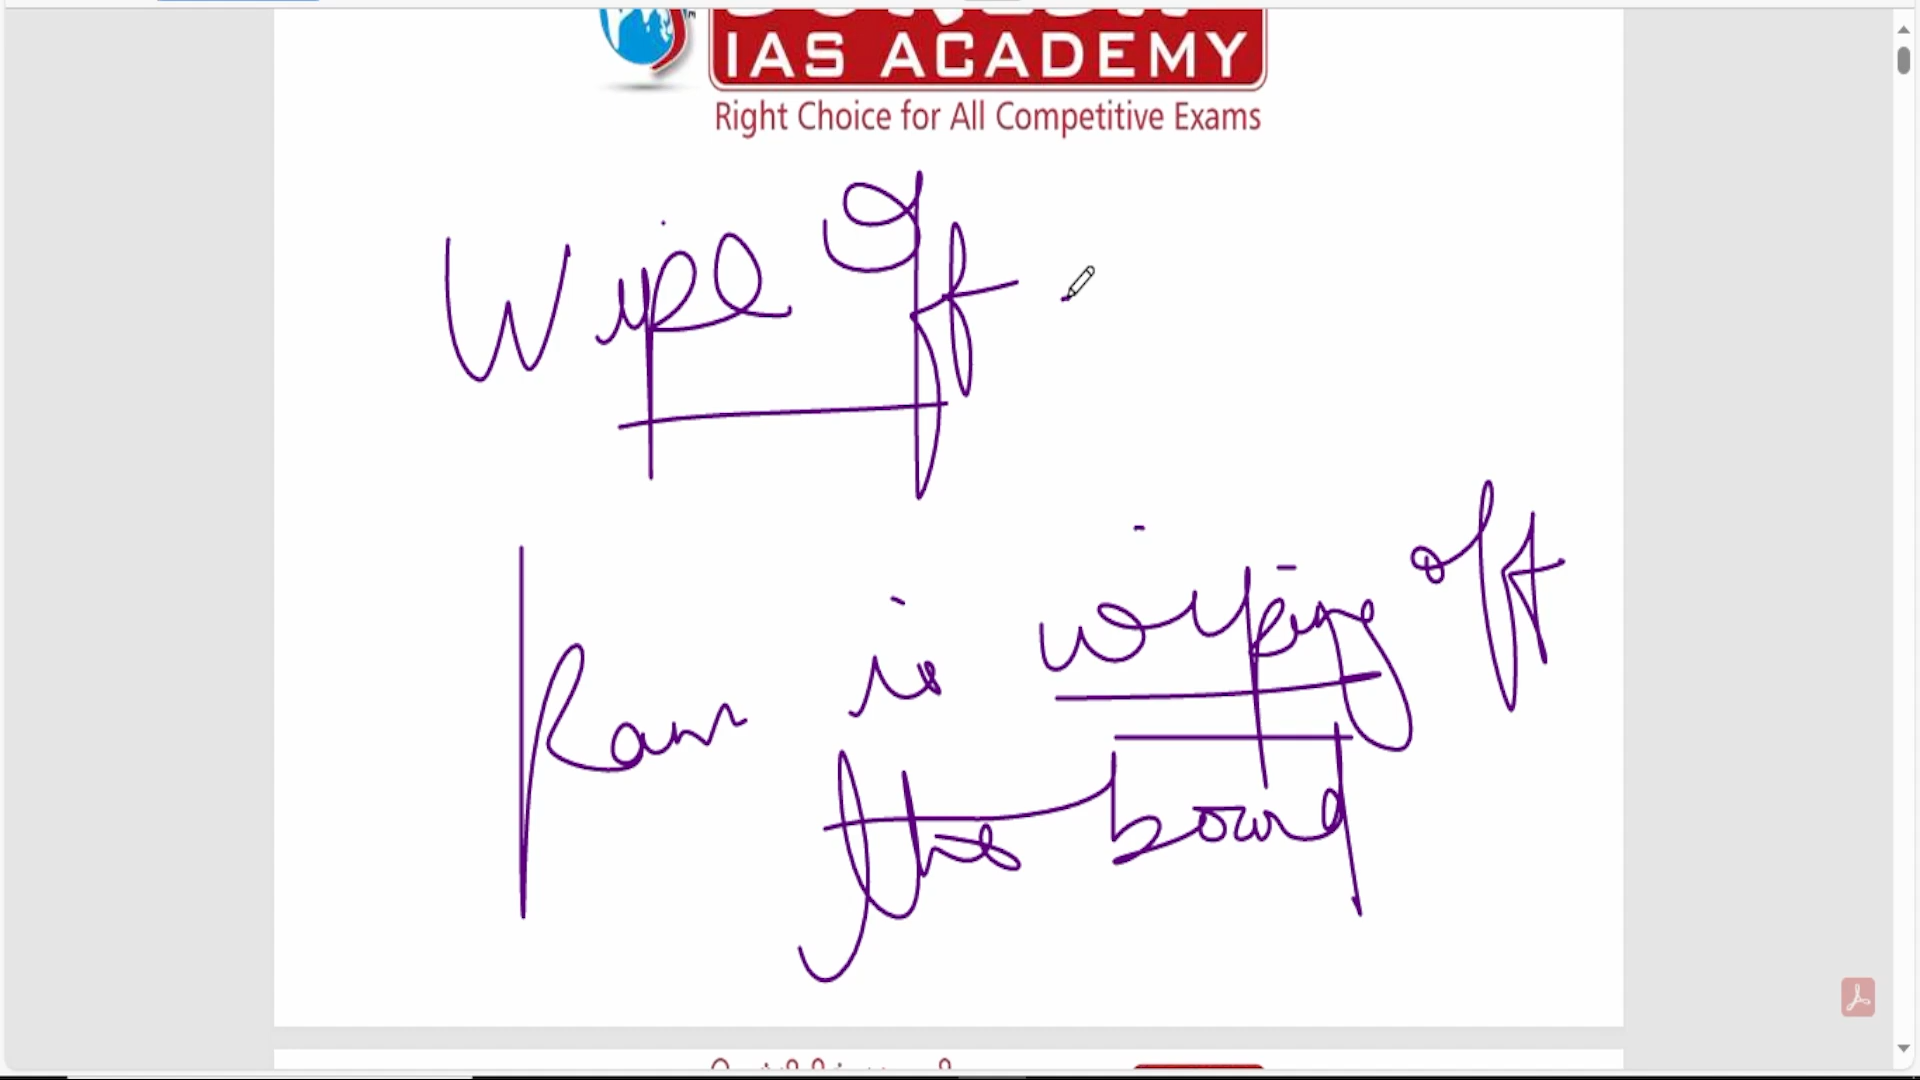 IAS ACADEMY
Right Choice for All Competitive Exams
Wipe off
Ram is wiping off
the board